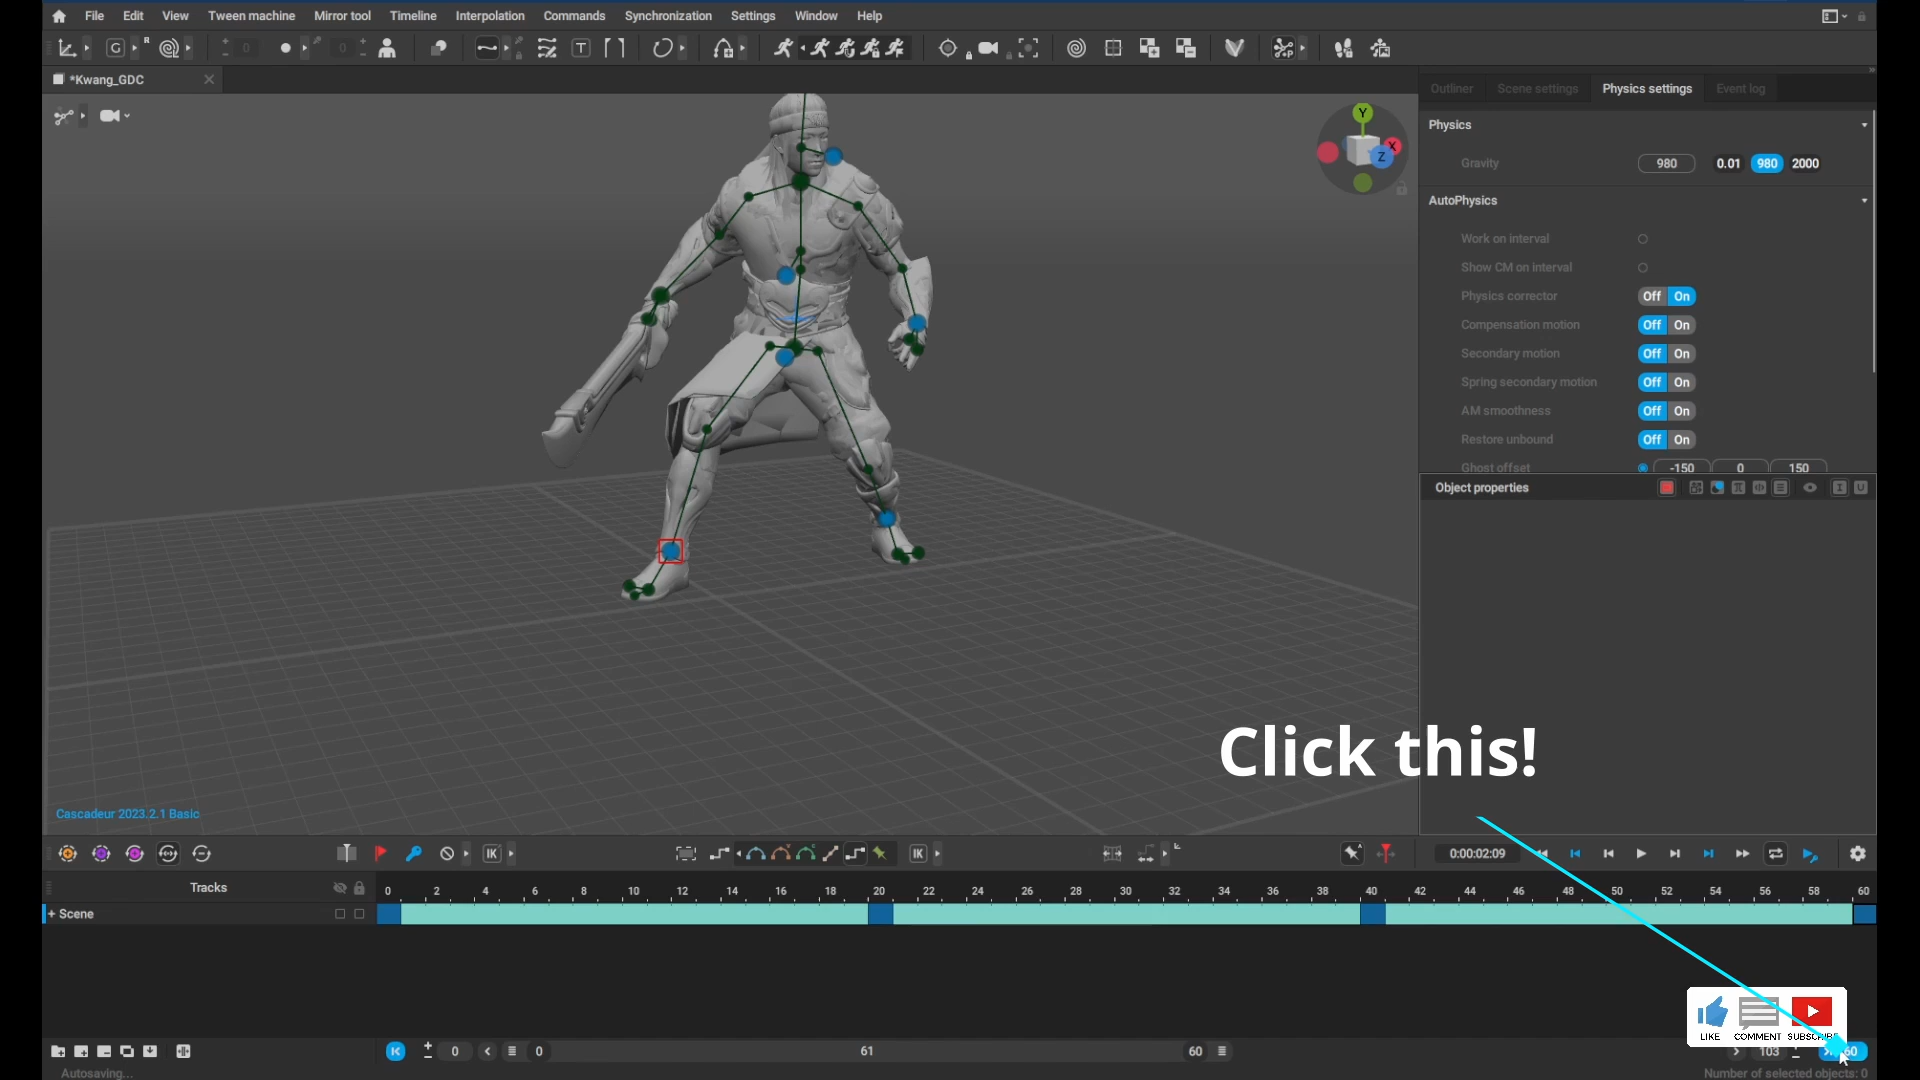 File Edit View Tween machine Mirror tool Timeline Interpolation Commands Synchronization Settings Window Help
G R 0 0 T
*Kwang_GDC
Outliner Scene settings Physics settings Event log
Y X Z
Physics
Gravity 980 0.01 980 2000
AutoPhysics
Work on interval
Show CM on interval
Physics corrector Off On
Compensation motion Off On
Secondary motion Off On
Spring secondary motion Off On
AM smoothness Off On
Restore unbound Off On
Ghost offset -150 0 150
Object properties
Click this!
Cascadeur 2023.2.1 Basic
IK IK 0:00:02:09
Tracks 0 2 4 6 8 10 12 14 16 18 20 22 24 26 28 30 32 34 36 38 40 42 44 46 48 50 52 54 56 58 60
+ Scene
LIKE COMMENT SUBSCRIBE
0 0 61 60 103 60
Autosaving...
Number of selected objects: 0